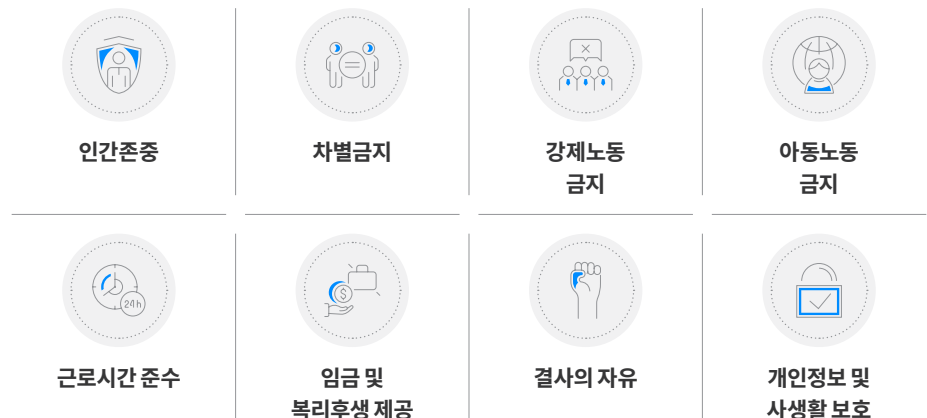 인간존중
차별금지
강제노동
금지
아동노동
금지
24h
$
근로시간 준수
임금 및
복리후생 제공
결사의 자유
개인정보 및
사생활 보호